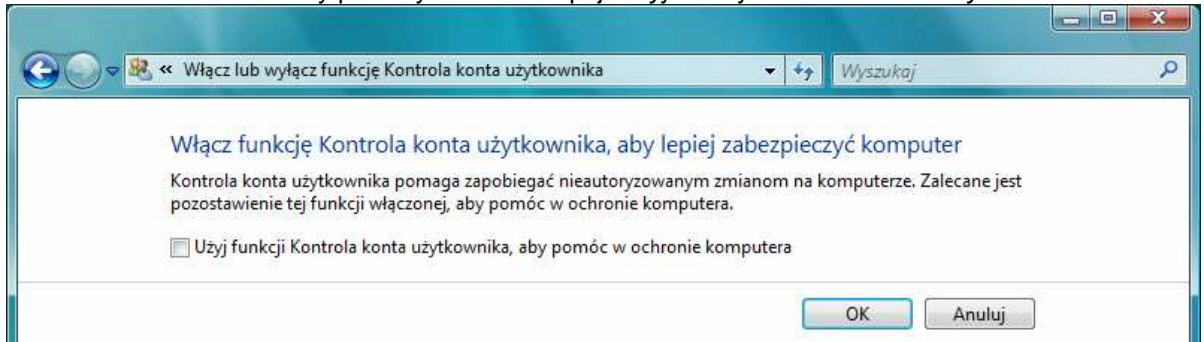 « Włącz lub wyłącz funkcję Kontrola konta użytkownika
Wyszukaj
Włącz funkcję Kontrola konta użytkownika, aby lepiej zabezpieczyć komputer
Kontrola konta użytkownika pomaga zapobiegać nieautoryzowanym zmianom na komputerze. Zalecane jest
pozostawienie tej funkcji włączonej, aby pomóc w ochronie komputera.
Użyj funkcji Kontrola konta użytkownika, aby pomóc w ochronie komputera
OK
Anuluj